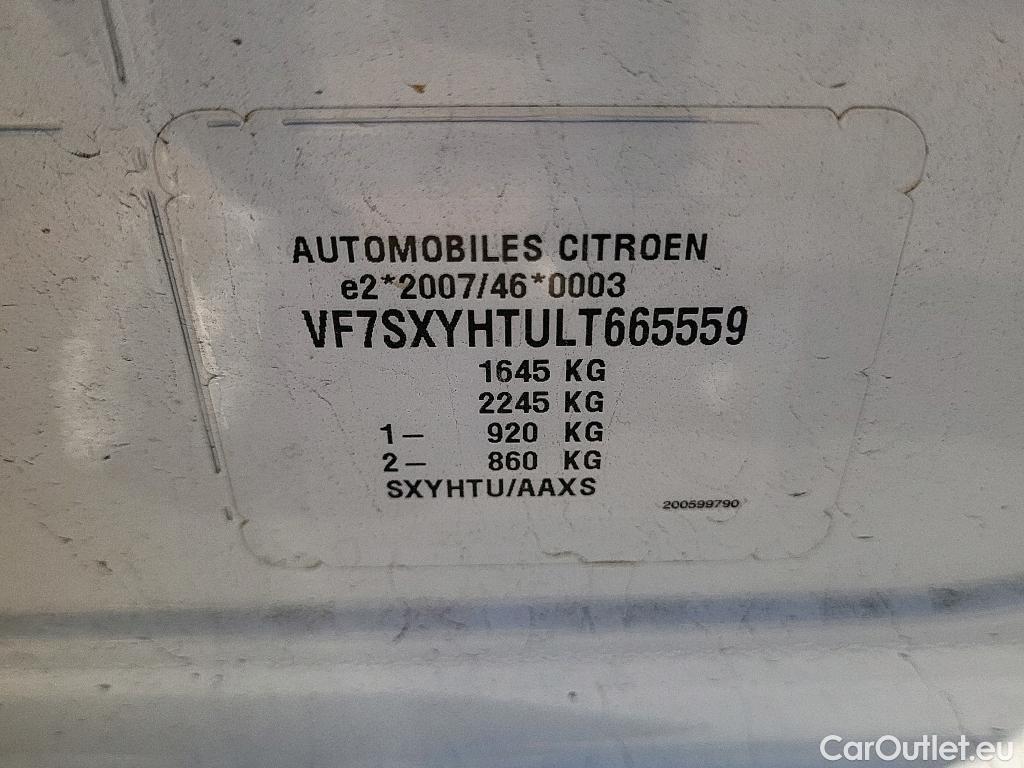 AUTOMOBILES CITROEN
e2*2007/46*0003
VF7SXYHTULT665559
1645 KG
2245 KG
1- 920 KG
2- 860 KG
SXYHTU/AAXS
200599790
CarOutlet.eu